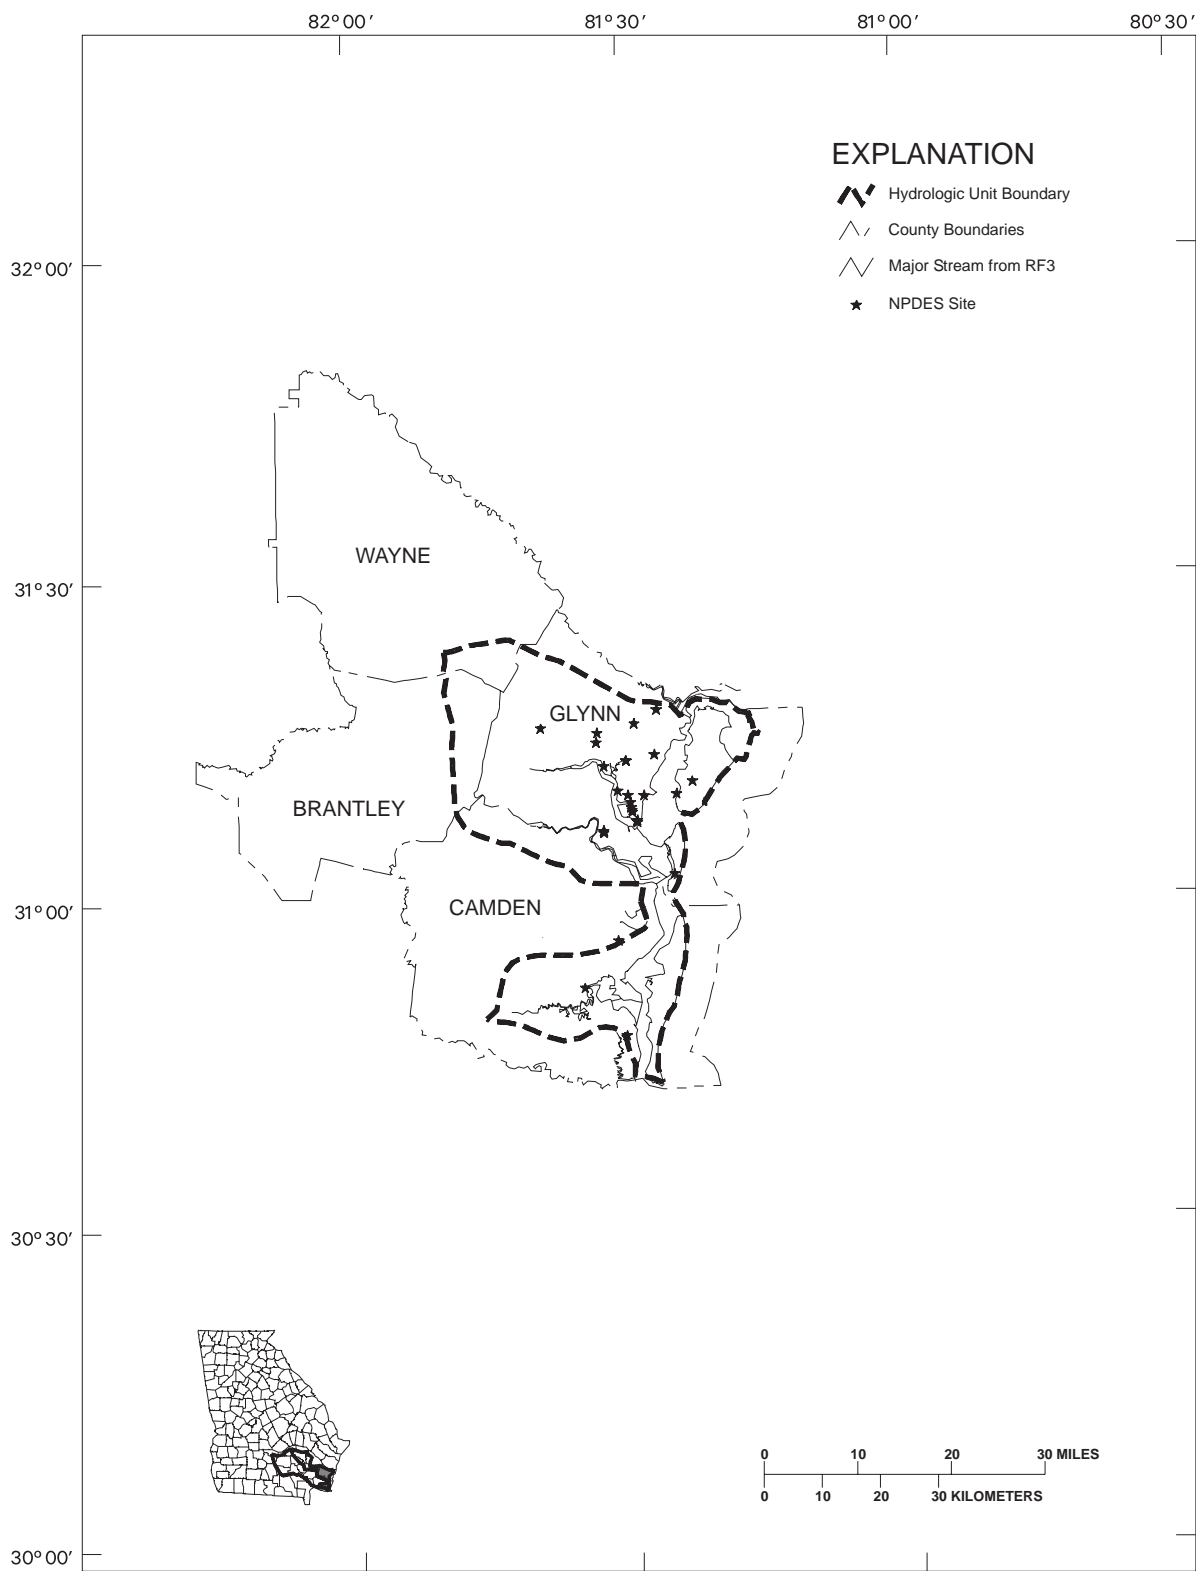 82°00′ 81°30′ 81°00′ 80°30′
EXPLANATION
Hydrologic Unit Boundary
County Boundaries
Major Stream from RF3
NPDES Site
32°00′
WAYNE
31°30′
GLYNN
BRANTLEY
31°00′
CAMDEN
30°30′
0 10 20 30 MILES
0 10 20 30 KILOMETERS
30°00′